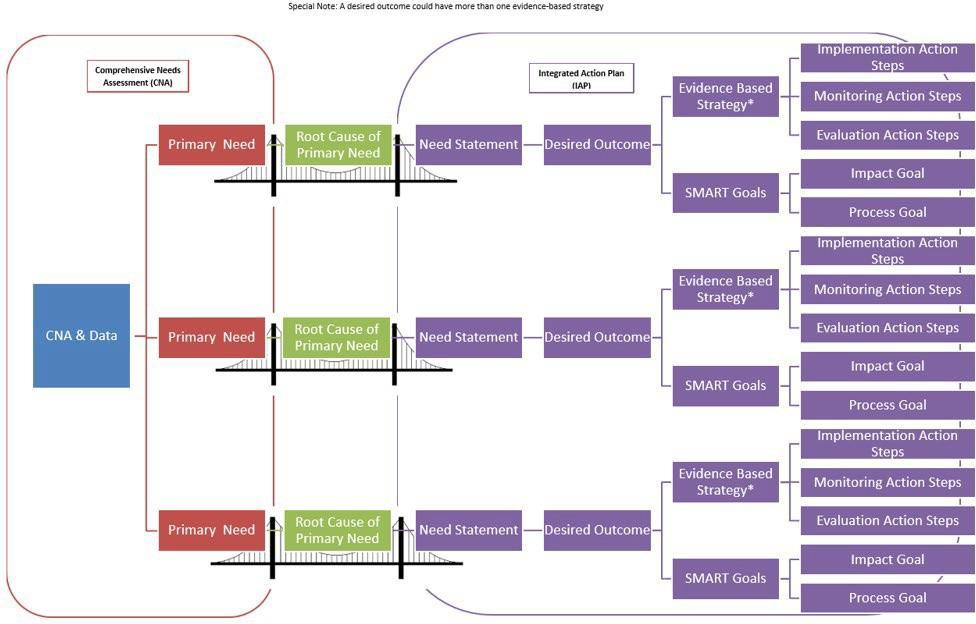 Special Note: A desired outcome could have more than one evidence-based strategy
Comprehensive Needs
Assessment (CNA)
Integrated Action Plan
(IAP)
CNA & Data
Primary Need
Root Cause of
Primary Need
Need Statement
Desired Outcome
Evidence Based
Strategy*
Implementation Action
Steps
Monitoring Action Steps
Evaluation Action Steps
SMART Goals
Impact Goal
Process Goal
Primary Need
Root Cause of
Primary Need
Need Statement
Desired Outcome
Evidence Based
Strategy*
Implementation Action
Steps
Monitoring Action Steps
Evaluation Action Steps
SMART Goals
Impact Goal
Process Goal
Primary Need
Root Cause of
Primary Need
Need Statement
Desired Outcome
Evidence Based
Strategy*
Implementation Action
Steps
Monitoring Action Steps
Evaluation Action Steps
SMART Goals
Impact Goal
Process Goal